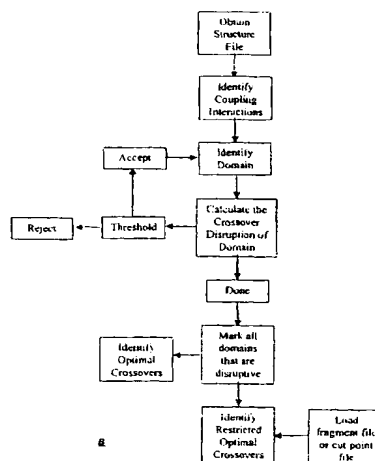 Obtain
Structure
File
Identify
Coupling
Interactions
Accept
Identify
Domain
Reject
Threshold
Calculate the
Crossover
Disruption of
Domain
Done
Identify
Optimal
Crossovers
Mark all
domains
that are
disruptive
Identify
Restricted
Optimal
Crossovers
Load
fragment file
or cut point
file